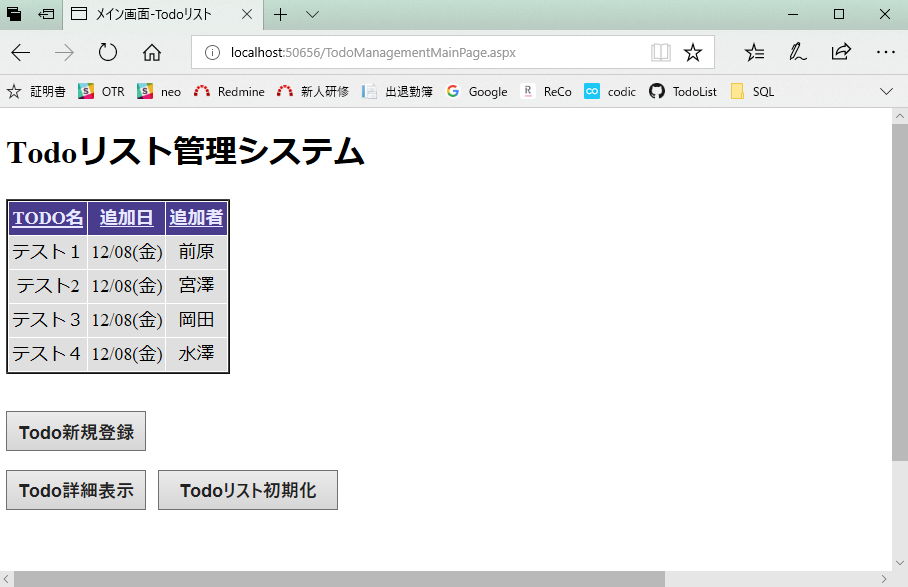 メイン画面-Todoリスト
localhost:50656/TodoManagementMainPage.aspx
証明書 OTR neo Redmine 新人研修 出退勤簿 Google ReCo codic TodoList SQL
Todoリスト管理システム
TODO名 追加日 追加者
テスト１ 12/08(金) 前原
テスト2 12/08(金) 宮澤
テスト３ 12/08(金) 岡田
テスト４ 12/08(金) 水澤
Todo新規登録
Todo詳細表示 Todoリスト初期化